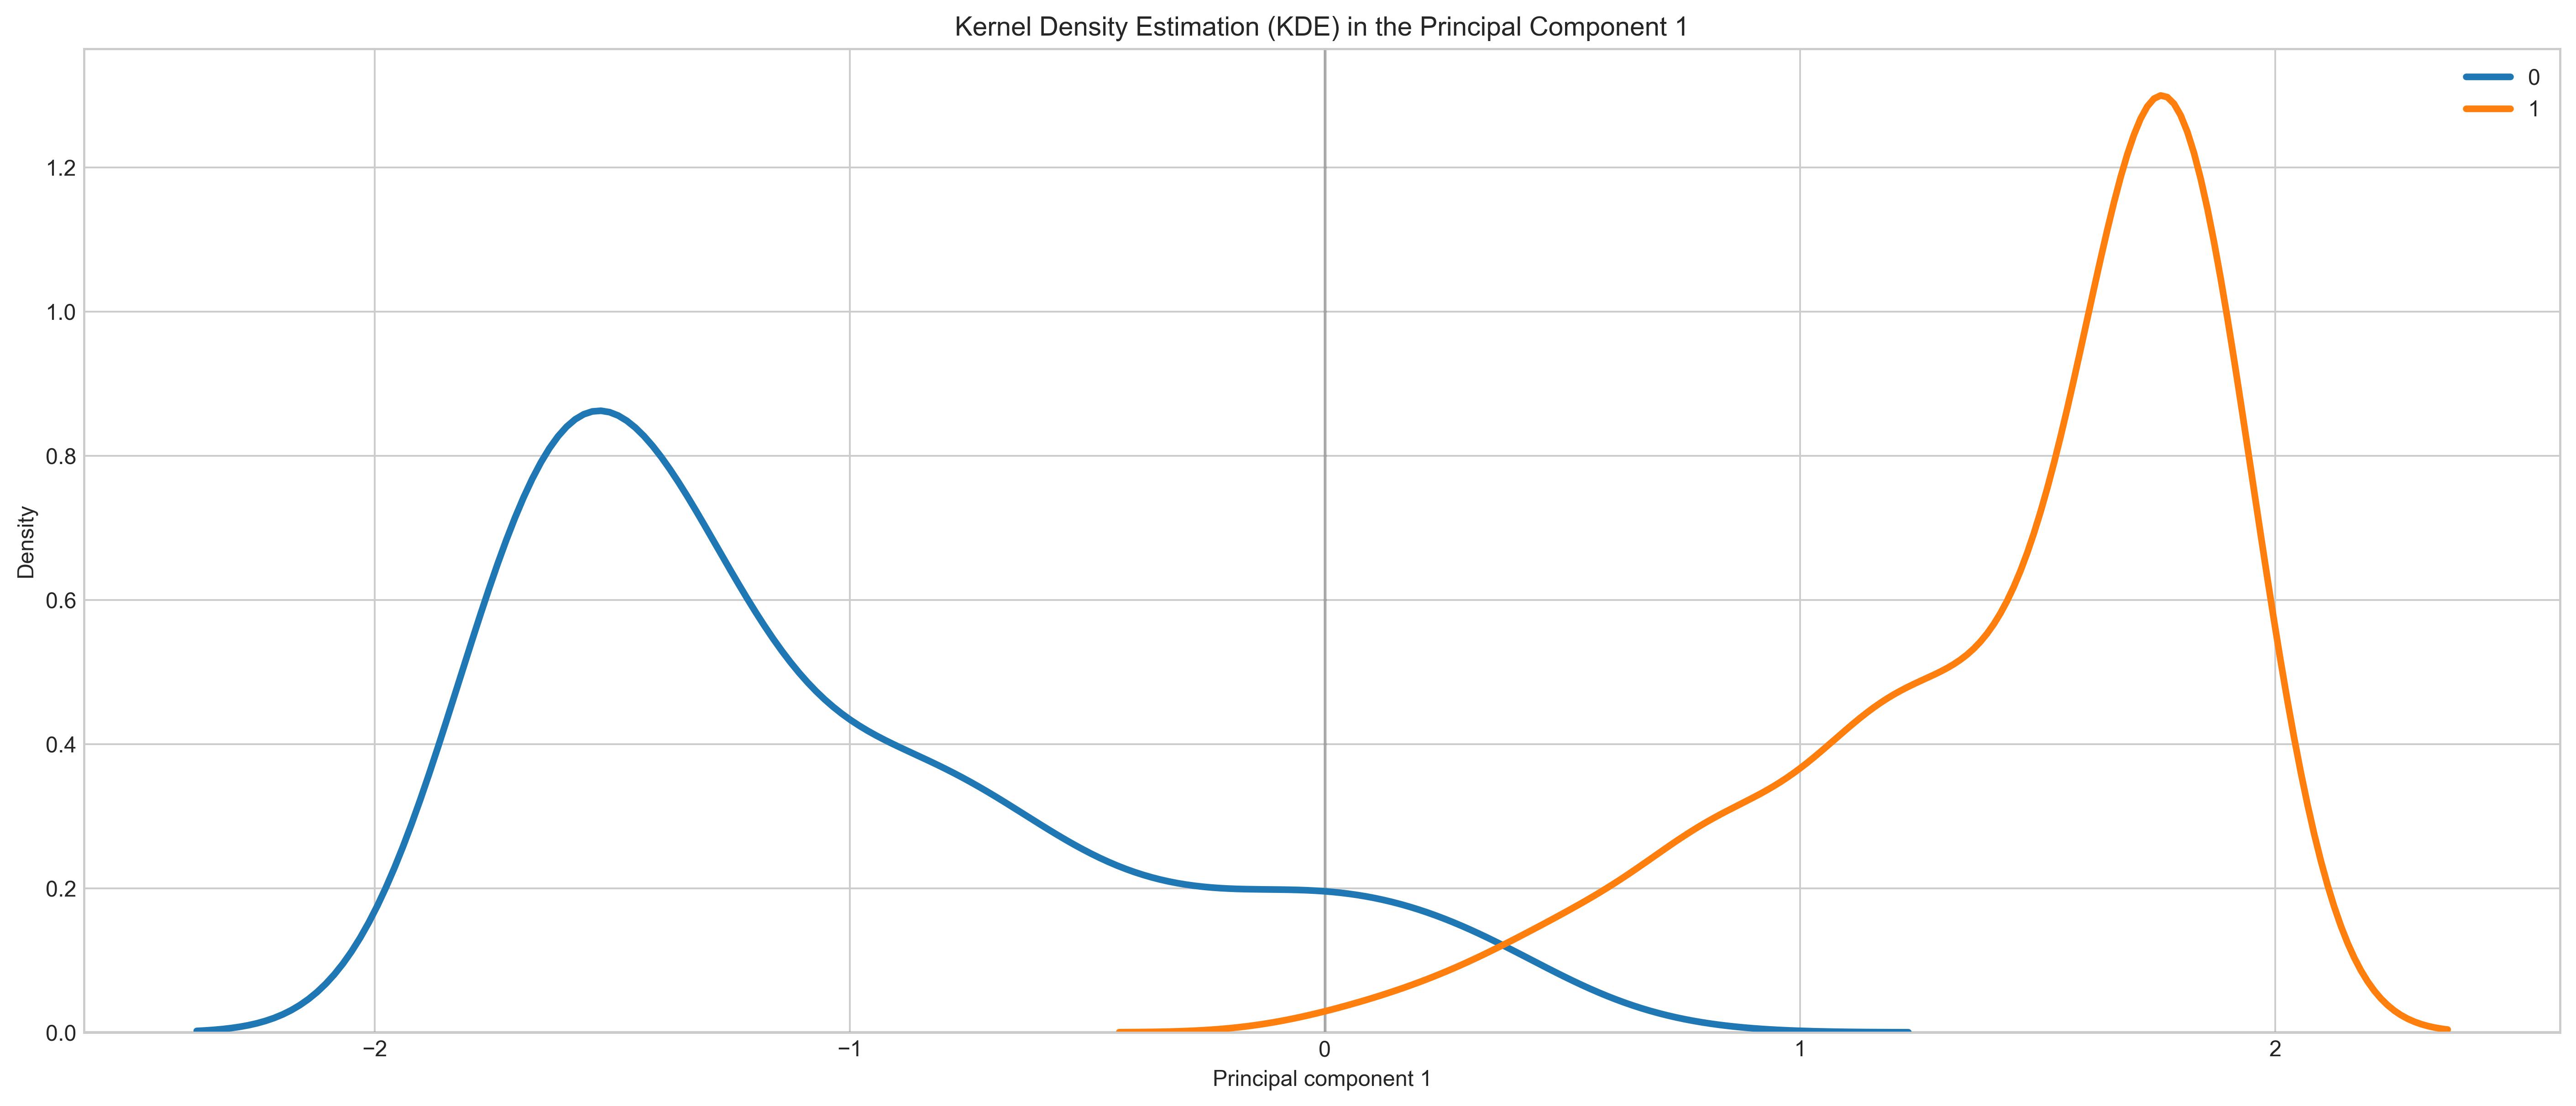 Kernel Density Estimation (KDE) in the Principal Component 1
0
1
1.2
1.0
0.8
0.6
0.4
0.2
0.0
Density
−2 −1 0 1 2
Principal component 1